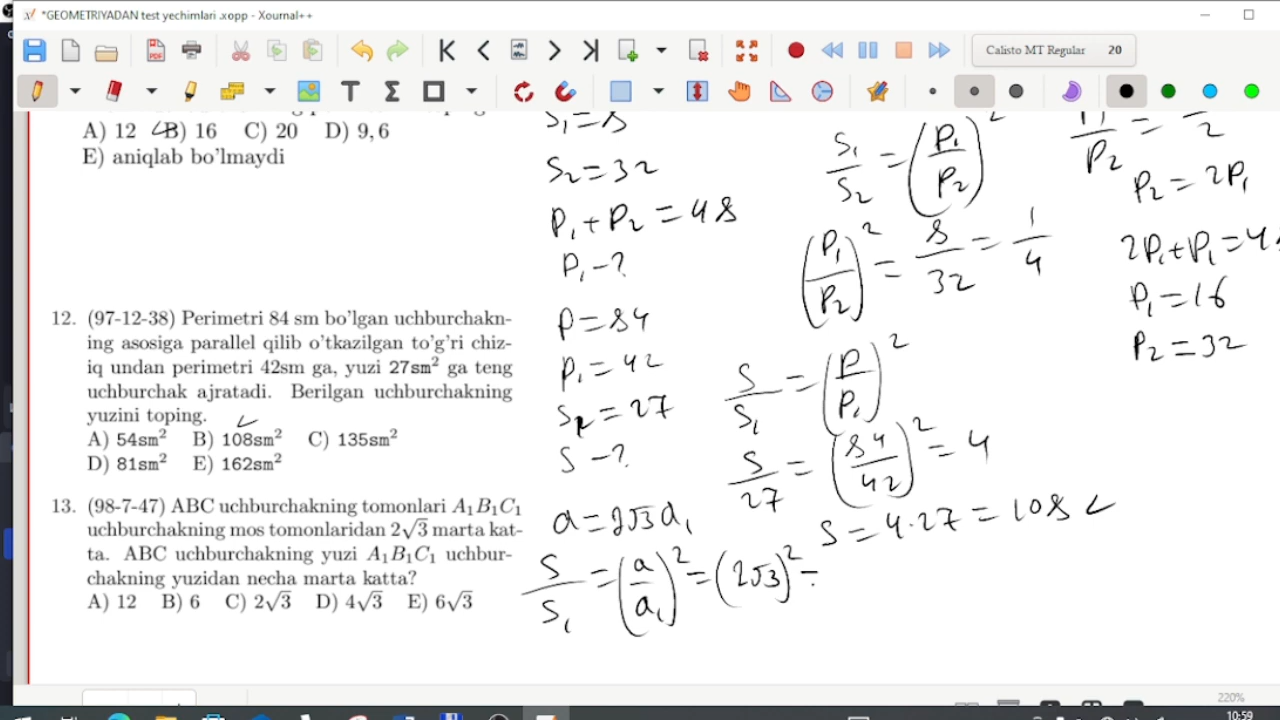 *GEOMETRIYADAN test yechimlari .xopp - Xournal++
Calisto MT Regular 20
A) 12 B) 16 C) 20 D) 9,6
E) aniqlab bo'lmaydi
12. (97-12-38) Perimetri 84 sm bo'lgan uchburchakn-
ing asosiga parallel qilib o'tkazilgan to'g'ri chiz-
iq undan perimetri 42sm ga, yuzi 27sm² ga teng
uchburchak ajratadi. Berilgan uchburchakning
yuzini toping.
A) 54sm² B) 108sm² C) 135sm²
D) 81sm² E) 162sm²
13. (98-7-47) ABC uchburchakning tomonlari A₁B₁C₁
uchburchakning mos tomonlaridan 2√3 marta kat-
ta. ABC uchburchakning yuzi A₁B₁C₁ uchbur-
chakning yuzidan necha marta katta?
A) 12 B) 6 C) 2√3 D) 4√3 E) 6√3
S₁=8
S₂=32
P₁+P₂=48
P₁-?
S₁/S₂=(P₁/P₂)²
(P₁/P₂)²=8/32=1/4
P₂=2P₁
2P₁+P₁=48
P₁=16
P₂=32
P=84
P₁=42
S₁=27
S-?
S/S₁=(P/P₁)²
S/27=(84/42)²=4
S=4·27=108
a=2√3a₁
S/S₁=(a/a₁)²=(2√3)²=
220%
10:59